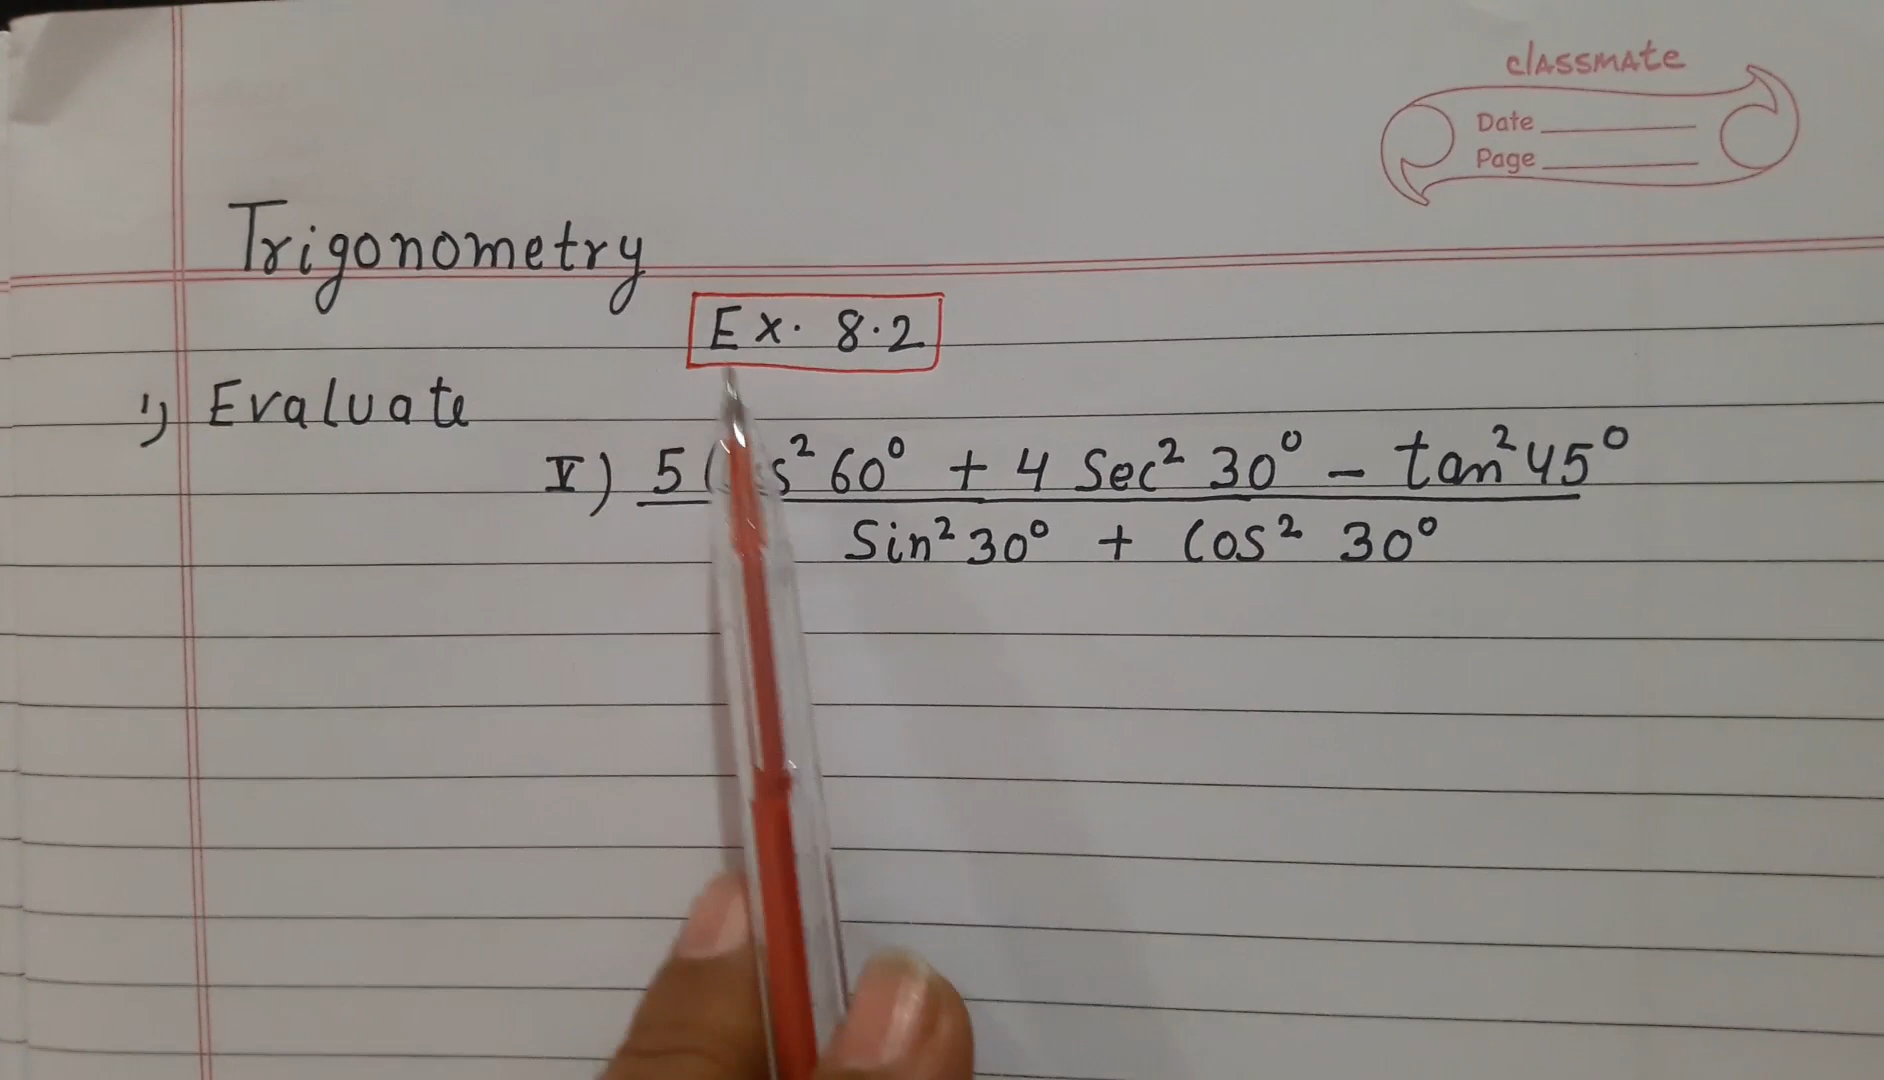 classmate
Date
Page
Trigonometry
Ex. 8.2
1) Evaluate
V) 5 Cos² 60° + 4 Sec² 30° - tan² 45°
Sin² 30° + Cos² 30°